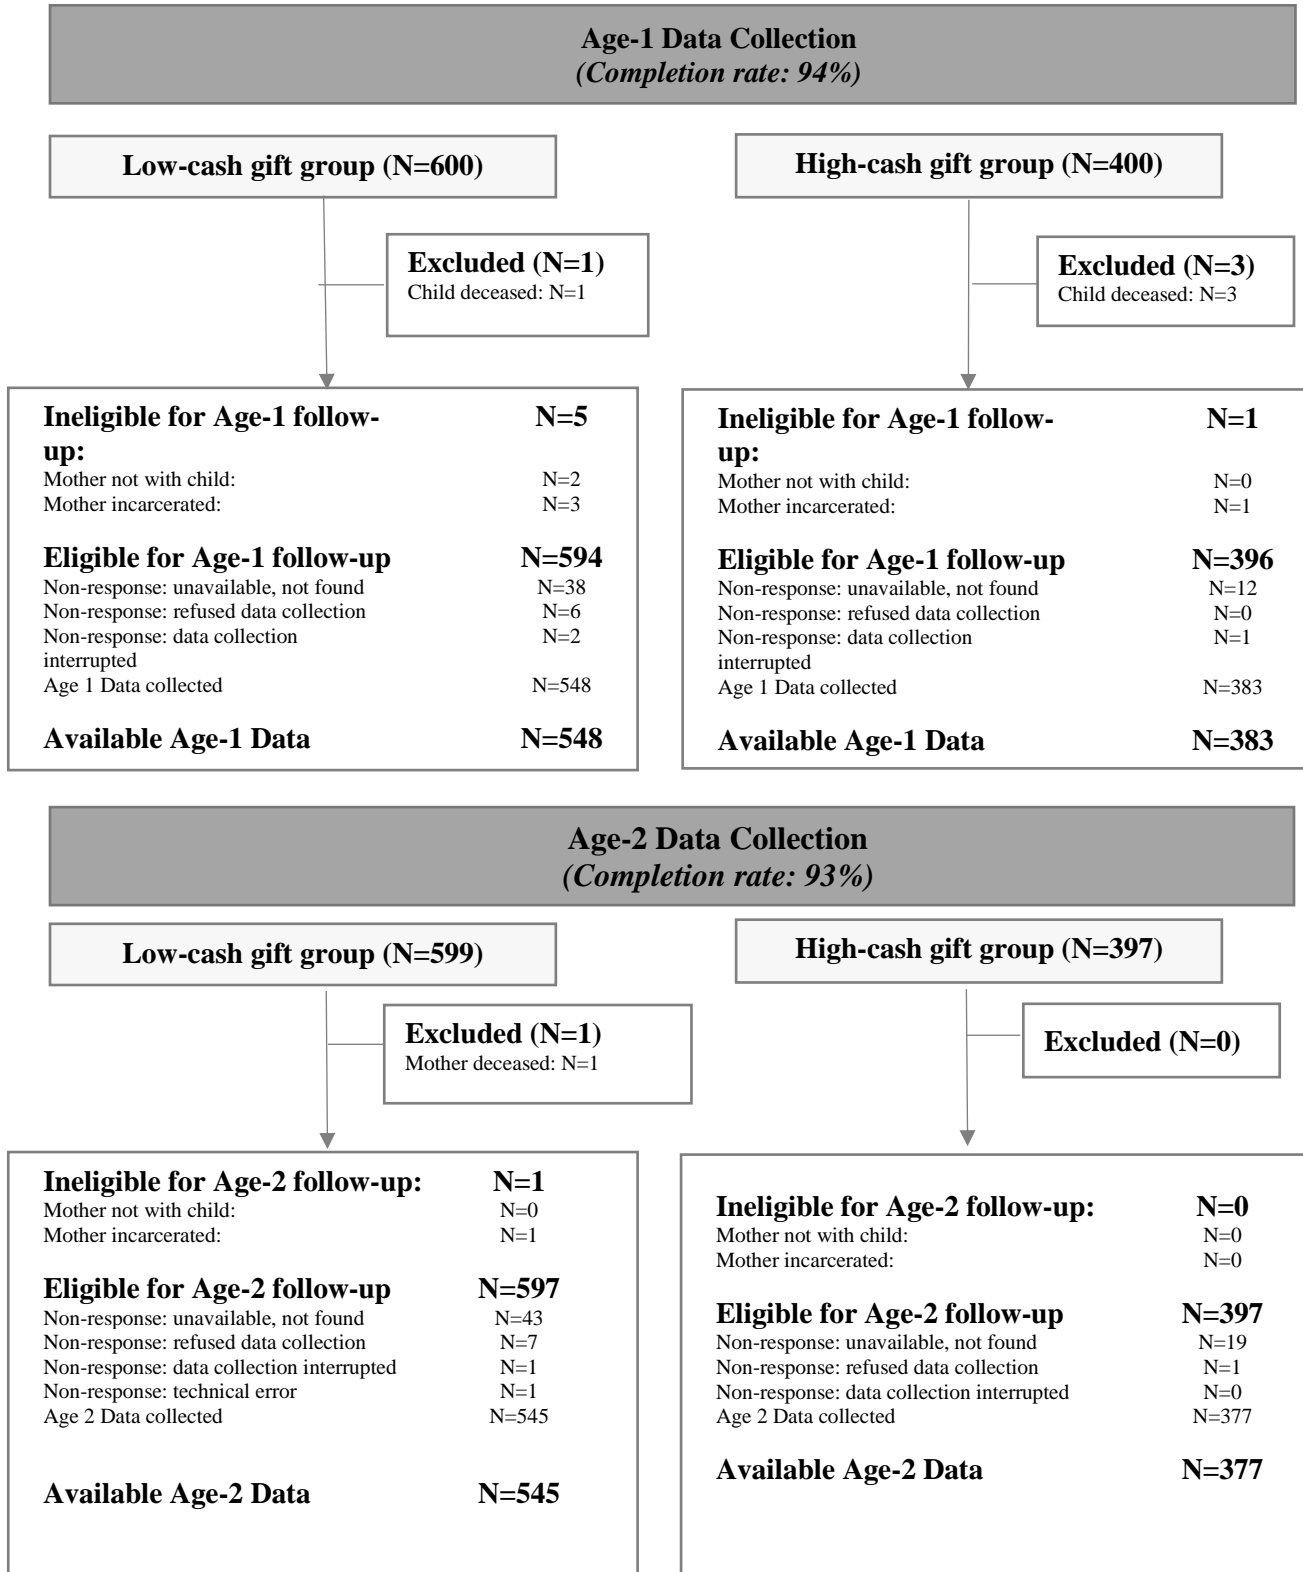 Age-1 Data Collection
(Completion rate: 94%)
Low-cash gift group (N=600)
High-cash gift group (N=400)
Excluded (N=1)
Child deceased: N=1
Excluded (N=3)
Child deceased: N=3
Ineligible for Age-1 follow- N=5
up:
Mother not with child: N=2
Mother incarcerated: N=3
Eligible for Age-1 follow-up N=594
Non-response: unavailable, not found N=38
Non-response: refused data collection N=6
Non-response: data collection N=2
interrupted
Age 1 Data collected N=548
Available Age-1 Data N=548
Ineligible for Age-1 follow- N=1
up:
Mother not with child: N=0
Mother incarcerated: N=1
Eligible for Age-1 follow-up N=396
Non-response: unavailable, not found N=12
Non-response: refused data collection N=0
Non-response: data collection N=1
interrupted
Age 1 Data collected N=383
Available Age-1 Data N=383
Age-2 Data Collection
(Completion rate: 93%)
Low-cash gift group (N=599)
High-cash gift group (N=397)
Excluded (N=1)
Mother deceased: N=1
Excluded (N=0)
Ineligible for Age-2 follow-up: N=1
Mother not with child: N=0
Mother incarcerated: N=1
Eligible for Age-2 follow-up N=597
Non-response: unavailable, not found N=43
Non-response: refused data collection N=7
Non-response: data collection interrupted N=1
Non-response: technical error N=1
Age 2 Data collected N=545
Available Age-2 Data N=545
Ineligible for Age-2 follow-up: N=0
Mother not with child: N=0
Mother incarcerated: N=0
Eligible for Age-2 follow-up N=397
Non-response: unavailable, not found N=19
Non-response: refused data collection N=1
Non-response: data collection interrupted N=0
Age 2 Data collected N=377
Available Age-2 Data N=377